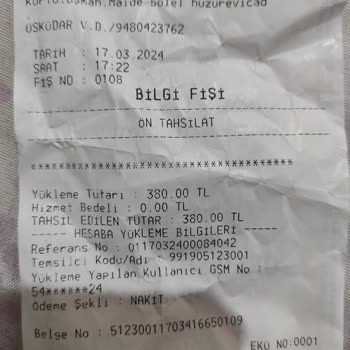 ÜSKÜDAR V.D./9480423762
TARİH : 17.03.2024
SAAT : 17:22
FİŞ NO : 0108
BİLGİ FİŞİ
ÖN TAHSİLAT
*********************************
Yükleme Tutarı : 380.00 TL
Hizmet Bedeli : 0.00 TL
TAHSİL EDİLEN TUTAR : 380.00 TL
----- HESABA YÜKLEME BİLGİLERİ -----
Referans No : 0117032400084042
Temsilci Kodu/Adı : 991905123001
Yükleme Yapılan Kullanıcı GSM No :
54******24
Ödeme Şekli : NAKİT
Belge No : 51230011703416650109
EKÜ NO:0001